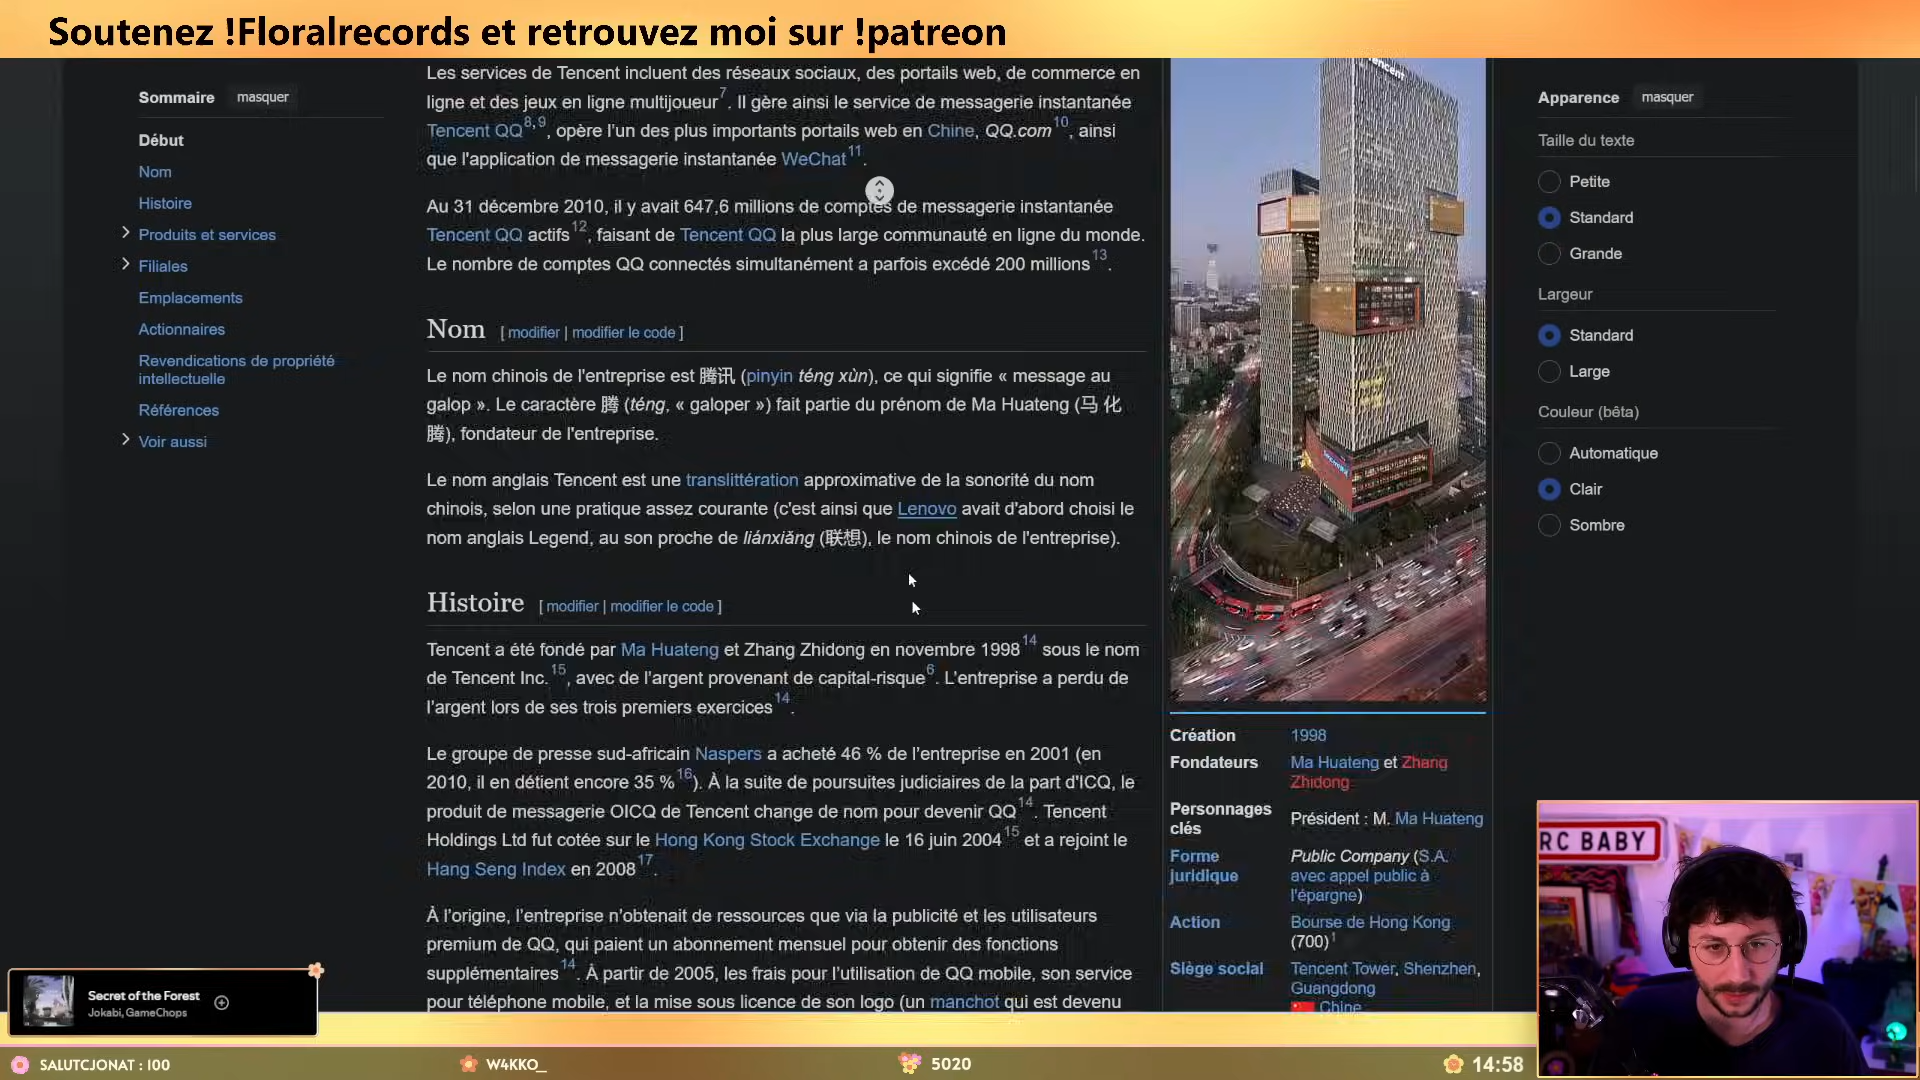 Soutenez !Floralrecords et retrouvez moi sur !patreon
Sommaire masquer
Début
Nom
Histoire
Produits et services
Filiales
Emplacements
Actionnaires
Revendications de propriété
intellectuelle
Références
Voir aussi
Les services de Tencent incluent des réseaux sociaux, des portails web, de commerce en
ligne et des jeux en ligne multijoueur7. Il gère ainsi le service de messagerie instantanée
Tencent QQ8,9, opère l'un des plus importants portails web en Chine, QQ.com10, ainsi
que l'application de messagerie instantanée WeChat11.
Au 31 décembre 2010, il y avait 647,6 millions de comptes de messagerie instantanée
Tencent QQ actifs12, faisant de Tencent QQ la plus large communauté en ligne du monde.
Le nombre de comptes QQ connectés simultanément a parfois excédé 200 millions13.
Nom [ modifier | modifier le code ]
Le nom chinois de l'entreprise est 腾讯 (pinyin téng xùn), ce qui signifie « message au
galop ». Le caractère 腾 (téng, « galoper ») fait partie du prénom de Ma Huateng (马 化
腾), fondateur de l'entreprise.
Le nom anglais Tencent est une translittération approximative de la sonorité du nom
chinois, selon une pratique assez courante (c'est ainsi que Lenovo avait d'abord choisi le
nom anglais Legend, au son proche de liánxiǎng (联想), le nom chinois de l'entreprise).
Histoire [ modifier | modifier le code ]
Tencent a été fondé par Ma Huateng et Zhang Zhidong en novembre 199814 sous le nom
de Tencent Inc.15, avec de l'argent provenant de capital-risque6. L'entreprise a perdu de
l'argent lors de ses trois premiers exercices14.
Le groupe de presse sud-africain Naspers a acheté 46 % de l'entreprise en 2001 (en
2010, il en détient encore 35 %16). À la suite de poursuites judiciaires de la part d'ICQ, le
produit de messagerie OICQ de Tencent change de nom pour devenir QQ14. Tencent
Holdings Ltd fut cotée sur le Hong Kong Stock Exchange le 16 juin 200415 et a rejoint le
Hang Seng Index en 200817.
À l'origine, l'entreprise n'obtenait de ressources que via la publicité et les utilisateurs
premium de QQ, qui paient un abonnement mensuel pour obtenir des fonctions
supplémentaires14. À partir de 2005, les frais pour l'utilisation de QQ mobile, son service
pour téléphone mobile, et la mise sous licence de son logo (un manchot qui est devenu
Tencent
Création 1998
Fondateurs Ma Huateng et Zhang
Zhidong
Personnages
clés
Président : M. Ma Huateng
Forme
juridique
Public Company (S.A.
avec appel public à
l'épargne)
Action Bourse de Hong Kong
(700)1
Siège social Tencent Tower, Shenzhen,
Guangdong
Chine
Apparence masquer
Taille du texte
Petite
Standard
Grande
Largeur
Standard
Large
Couleur (bêta)
Automatique
Clair
Sombre
RC BABY
Secret of the Forest
Jokabi, GameChops
SALUTCJONAT : 100
W4KKO_
5020
14:58